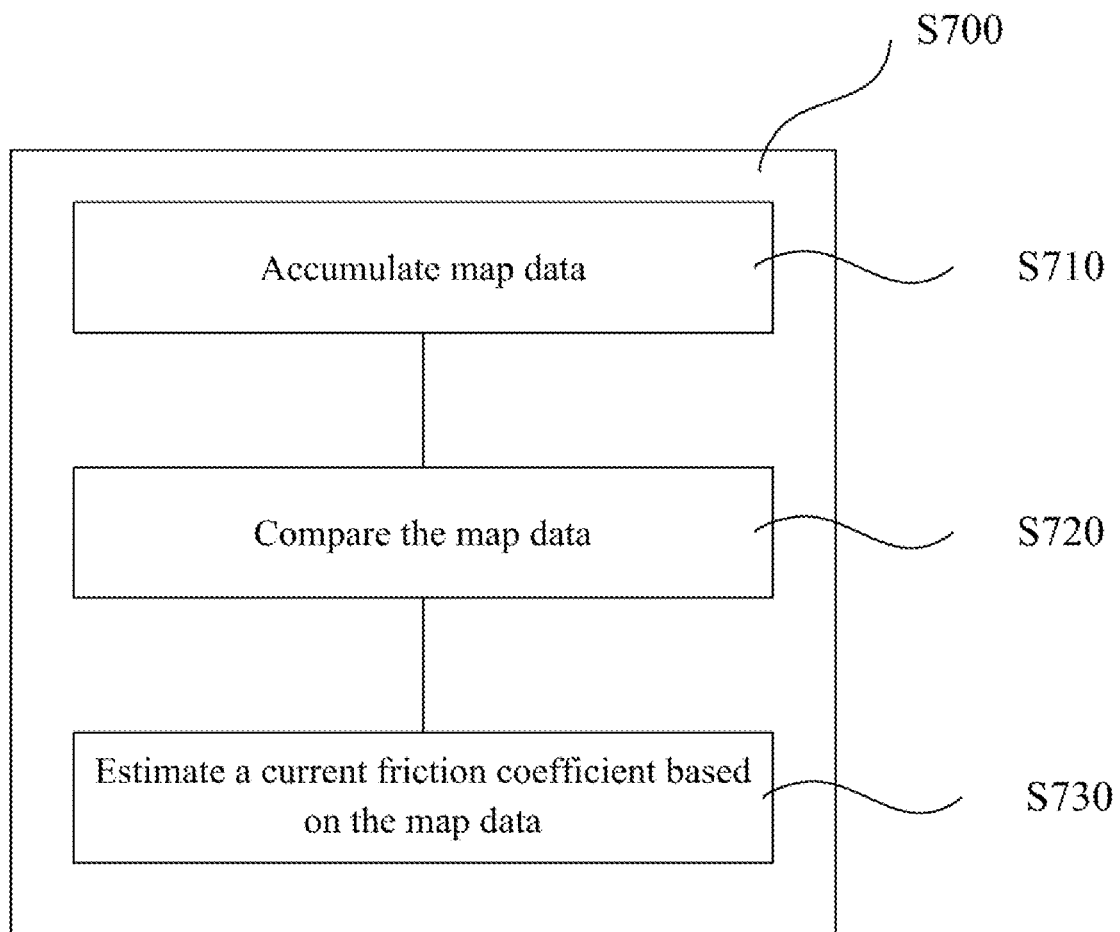 S700
Accumulate map data
S710
Compare the map data
S720
Estimate a current friction coefficient based
on the map data
S730